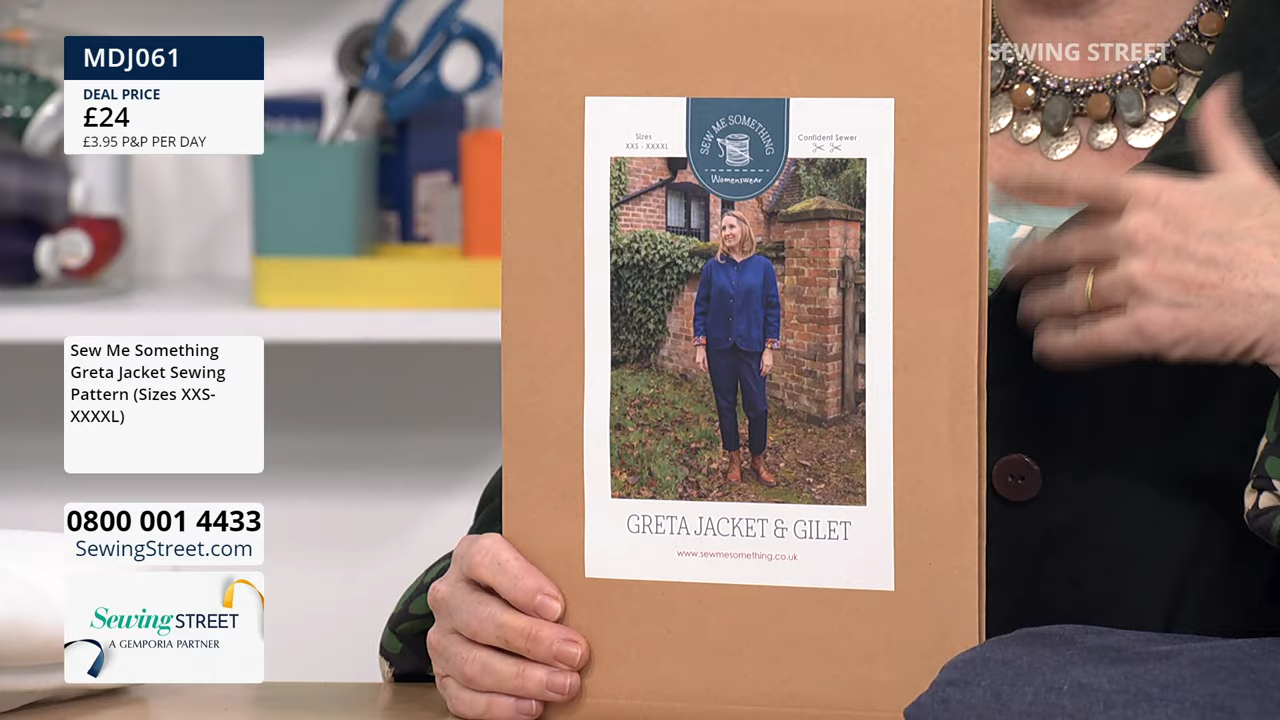 MDJ061
DEAL PRICE
£24
£3.95 P&P PER DAY
Sew Me Something
Greta Jacket Sewing
Pattern (Sizes XXS-
XXXXL)
0800 001 4433
SewingStreet.com
Sewing STREET
A GEMPORIA PARTNER
SEWING STREET
Sizes
XXS - XXXXL
SEW ME SOMETHING
Womenswear
Confident Sewer
GRETA JACKET & GILET
www.sewmesomething.co.uk